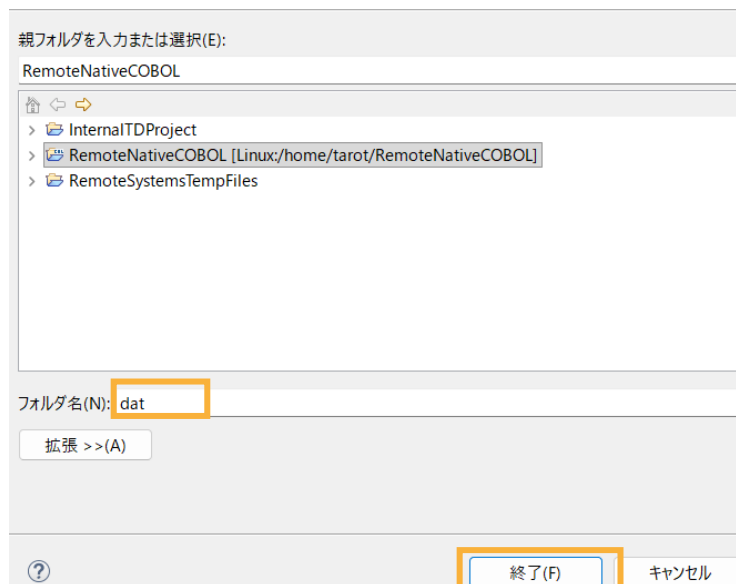 親フォルダを入力または選択(E):
RemoteNativeCOBOL
InternalTDProject
RemoteNativeCOBOL [Linux:/home/tarot/RemoteNativeCOBOL]
RemoteSystemsTempFiles
フォルダ名(N): dat
拡張 >>(A)
終了(F) キャンセル